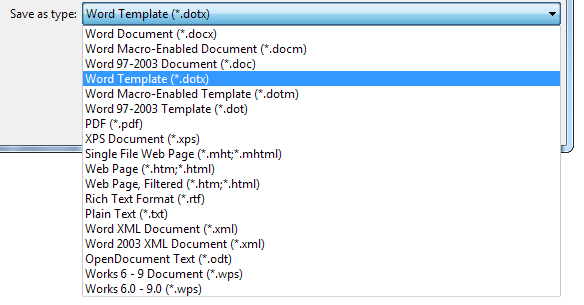 Save as type: Word Template (*.dotx)
Word Document (*.docx)
Word Macro-Enabled Document (*.docm)
Word 97-2003 Document (*.doc)
Word Template (*.dotx)
Word Macro-Enabled Template (*.dotm)
Word 97-2003 Template (*.dot)
PDF (*.pdf)
XPS Document (*.xps)
Single File Web Page (*.mht;*.mhtml)
Web Page (*.htm;*.html)
Web Page, Filtered (*.htm;*.html)
Rich Text Format (*.rtf)
Plain Text (*.txt)
Word XML Document (*.xml)
Word 2003 XML Document (*.xml)
OpenDocument Text (*.odt)
Works 6 - 9 Document (*.wps)
Works 6.0 - 9.0 (*.wps)